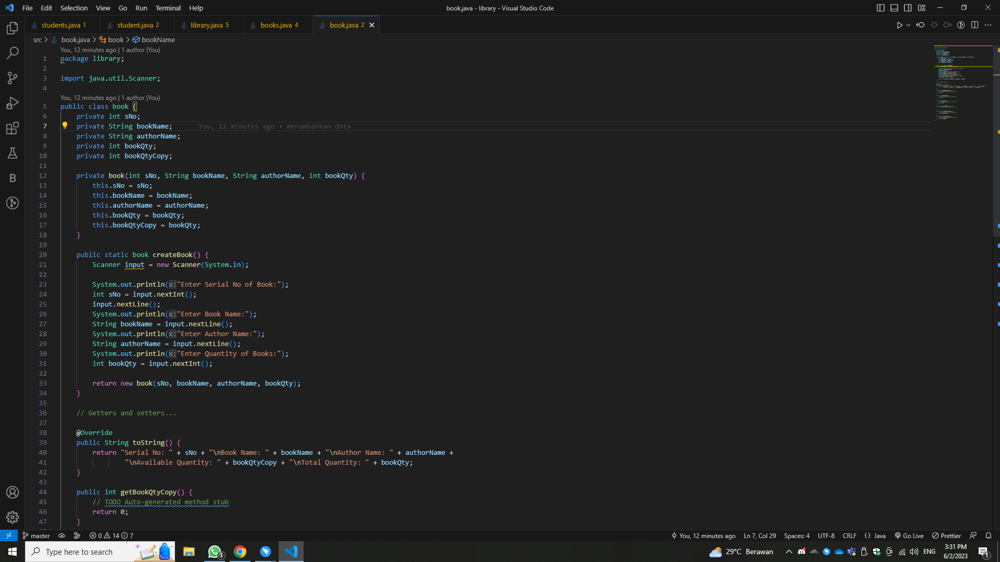 File Edit Selection View Go Run Terminal Help
book.java - library - Visual Studio Code
students.java 1 student.java 2 library.java 5 books.java 4 book.java 2
src > book.java > book > bookName
You, 12 minutes ago | 1 author (You)
1 package library;
2
3 import java.util.Scanner;
4
You, 12 minutes ago | 1 author (You)
5 public class book {
6 private int sNo;
7 private String bookName; You, 12 minutes ago • menambahkan data
8 private String authorName;
9 private int bookQty;
10 private int bookQtyCopy;
11
12 private book(int sNo, String bookName, String authorName, int bookQty) {
13 this.sNo = sNo;
14 this.bookName = bookName;
15 this.authorName = authorName;
16 this.bookQty = bookQty;
17 this.bookQtyCopy = bookQty;
18 }
19
20 public static book createBook() {
21 Scanner input = new Scanner(System.in);
22
23 System.out.println(x:"Enter Serial No of Book:");
24 int sNo = input.nextInt();
25 input.nextLine();
26 System.out.println(x:"Enter Book Name:");
27 String bookName = input.nextLine();
28 System.out.println(x:"Enter Author Name:");
29 String authorName = input.nextLine();
30 System.out.println(x:"Enter Quantity of Books:");
31 int bookQty = input.nextInt();
32
33 return new book(sNo, bookName, authorName, bookQty);
34 }
35
36 // Getters and setters...
37
38 @Override
39 public String toString() {
40 return "Serial No: " + sNo + "\nBook Name: " + bookName + "\nAuthor Name: " + authorName +
41 "\nAvailable Quantity: " + bookQtyCopy + "\nTotal Quantity: " + bookQty;
42 }
43
44 public int getBookQtyCopy() {
45 // TODO Auto-generated method stub
46 return 0;
47 }
master 0 14 7 You, 12 minutes ago Ln 7, Col 29 Spaces: 4 UTF-8 CRLF {} Java Go Live Prettier
Type here to search 3 29°C Berawan ENG 3:31 PM 1
6/2/2023